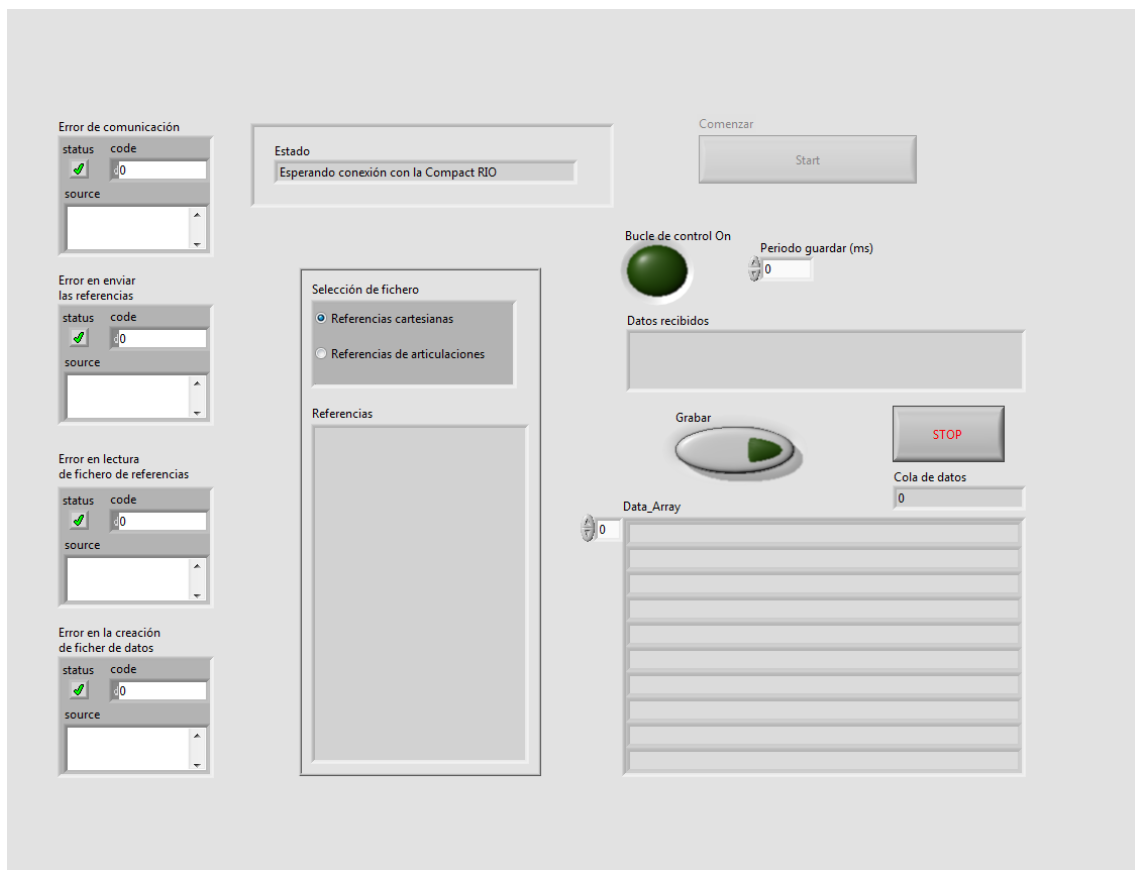 Error de comunicación
status code
0
source
Error en enviar
las referencias
status code
0
source
Error en lectura
de fichero de referencias
status code
0
source
Error en la creación
de ficher de datos
status code
0
source
Estado
Esperando conexión con la Compact RIO
Selección de fichero
Referencias cartesianas
Referencias de articulaciones
Referencias
Comenzar
Start
Bucle de control On
Periodo guardar (ms)
0
Datos recibidos
Grabar
STOP
Cola de datos
0
Data_Array
0